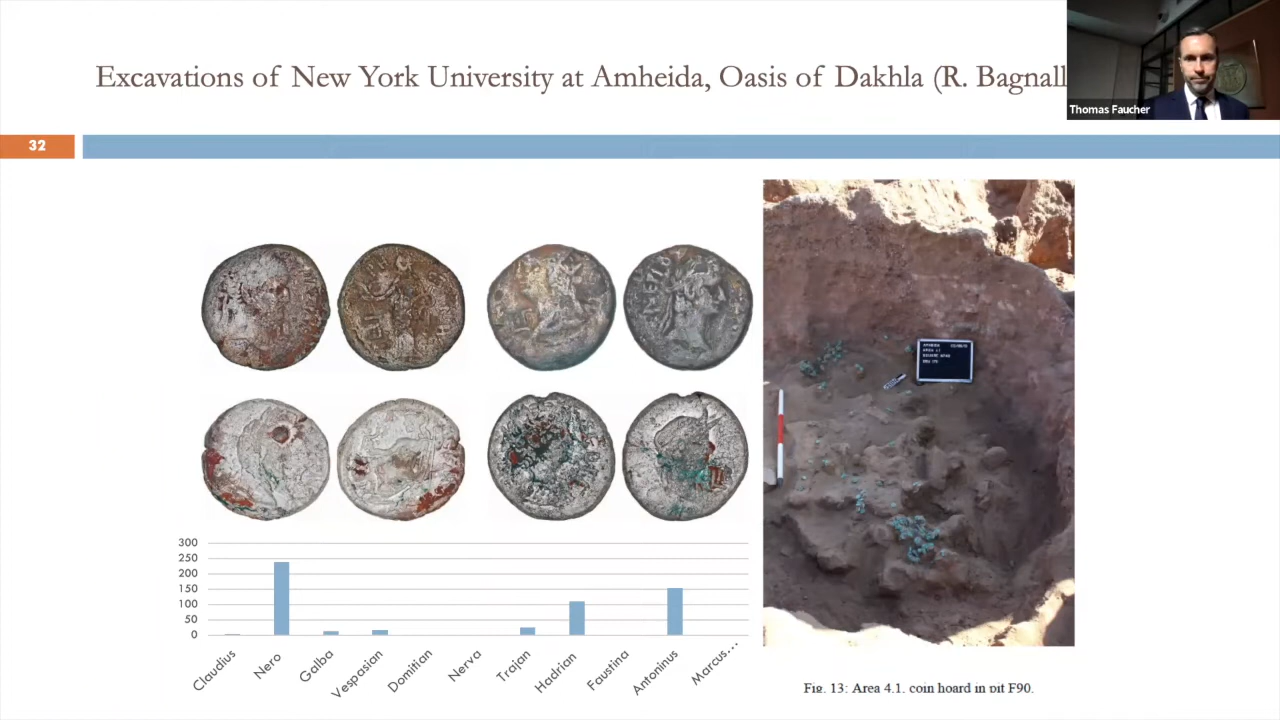 Excavations of New York University at Amheida, Oasis of Dakhla (R. Bagnall
Thomas Faucher
32
300
250
200
150
100
50
0
Claudius
Nero
Galba
Vespasian
Domitian
Nerva
Trajan
Hadrian
Faustina
Antoninus
Marcus...
Fig. 13: Area 4.1, coin hoard in pit F90.